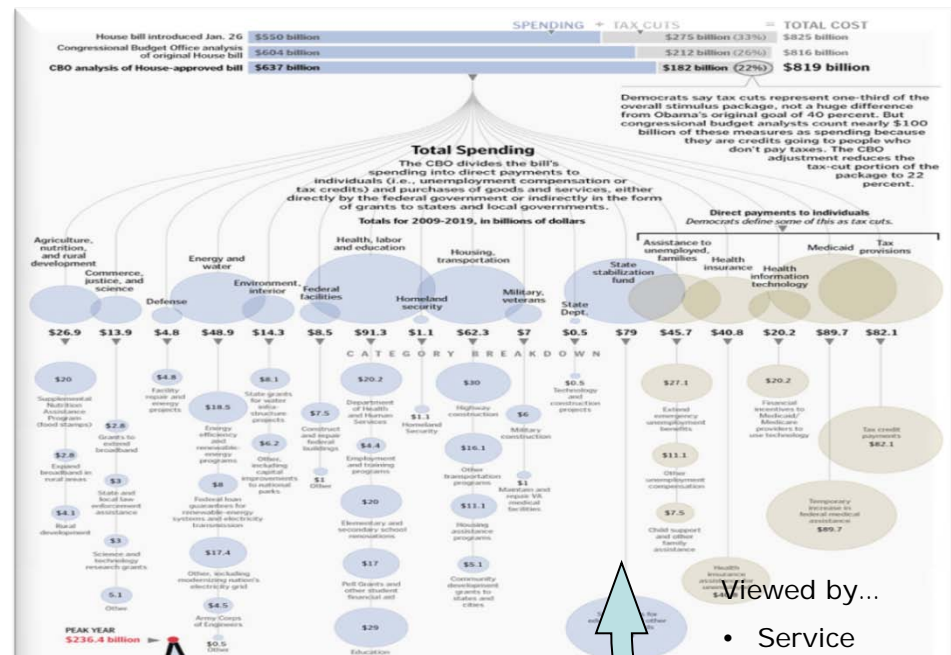 SPENDING + TAX CUTS = TOTAL COST
House bill introduced Jan. 26 $550 billion $275 billion (33%) $825 billion
Congressional Budget Office analysis
of original House bill $604 billion $212 billion (26%) $816 billion
CBO analysis of House-approved bill $637 billion $182 billion (22%) $819 billion
Democrats say tax cuts represent one-third of the
overall stimulus package, not a huge difference
from Obama's original goal of 40 percent. But
congressional budget analysts count nearly $100
billion of these measures as spending because
they are credits going to people who
don't pay taxes. The CBO
adjustment reduces the
tax-cut portion of the
package to 22
percent.
Total Spending
The CBO divides the bill's
spending into direct payments to
individuals (i.e., unemployment compensation or
tax credits) and purchases of goods and services, either
directly by the federal government or indirectly in the form
of grants to states and local governments.
Totals for 2009-2019, in billions of dollars
Direct payments to individuals
Democrats define some of this as tax cuts.
Agriculture,
nutrition,
and rural
development
Commerce,
justice, and
science
Defense
Energy and
water
Environment,
interior
Federal
facilities
Health, labor
and education
Homeland
security
Housing,
transportation
Military,
veterans
State
Dept.
State
stabilization
fund
Assistance to
unemployed,
families
Health
insurance
Health
information
technology
Medicaid
Tax
provisions
$26.9 $13.9 $4.8 $48.9 $14.3 $8.5 $91.3 $1.1 $62.3 $7 $0.5 $79 $45.7 $40.8 $20.2 $89.7 $82.1
CATEGORY BREAKDOWN
$20
Supplemental
Nutrition
Assistance
Program
(food stamps)
$2.8
Expand
broadband in
rural areas
$4.1
Rural
development
$2.8
Grants to
extend
broadband
$3
State and
local law
enforcement
assistance
$3
Science and
technology
research grants
5.1
Other
$4.8
Facility
repair and
energy
projects
$18.5
Energy
efficiency
and
renewable-
energy
programs
$8
Federal loan
guarantees for
renewable-energy
systems and electricity
transmission
$17.4
Other, including
modernizing nation's
electricity grid
$4.5
Army Corps
of Engineers
$0.5
Other
$8.1
State grants
for water
infra-
structure
projects
$6.2
Other,
including
capital
improvements
to national
parks
$7.5
Construct
and repair
federal
buildings
$1
Other
$20.2
Department
of Health
and Human
Services
$4.4
Employment
and training
programs
$20
Elementary and
secondary school
renovations
$17
Pell Grants and
other student
financial aid
$29
Education
$1.1
Homeland
Security
$30
Highway
construction
$16.1
Other
transportation
programs
$11.1
Housing
assistance
programs
$5.1
Community
development
grants to
states and
cities
$6
Military
construction
$1
Maintain and
repair VA
medical
facilities
$0.5
Technology
and
construction
projects
$27.1
Extend
emergency
unemployment
benefits
$11.1
Other
unemployment
compensation
$7.5
Child support
and other
family
assistance
Health
insurance
$20.2
Financial
incentives to
Medicaid/
Medicare
providers to
use technology
Temporary
increase in
federal medical
assistance
$89.7
Tax credit
payments
$82.1
PEAK YEAR
$236.4 billion
Viewed by...
• Service